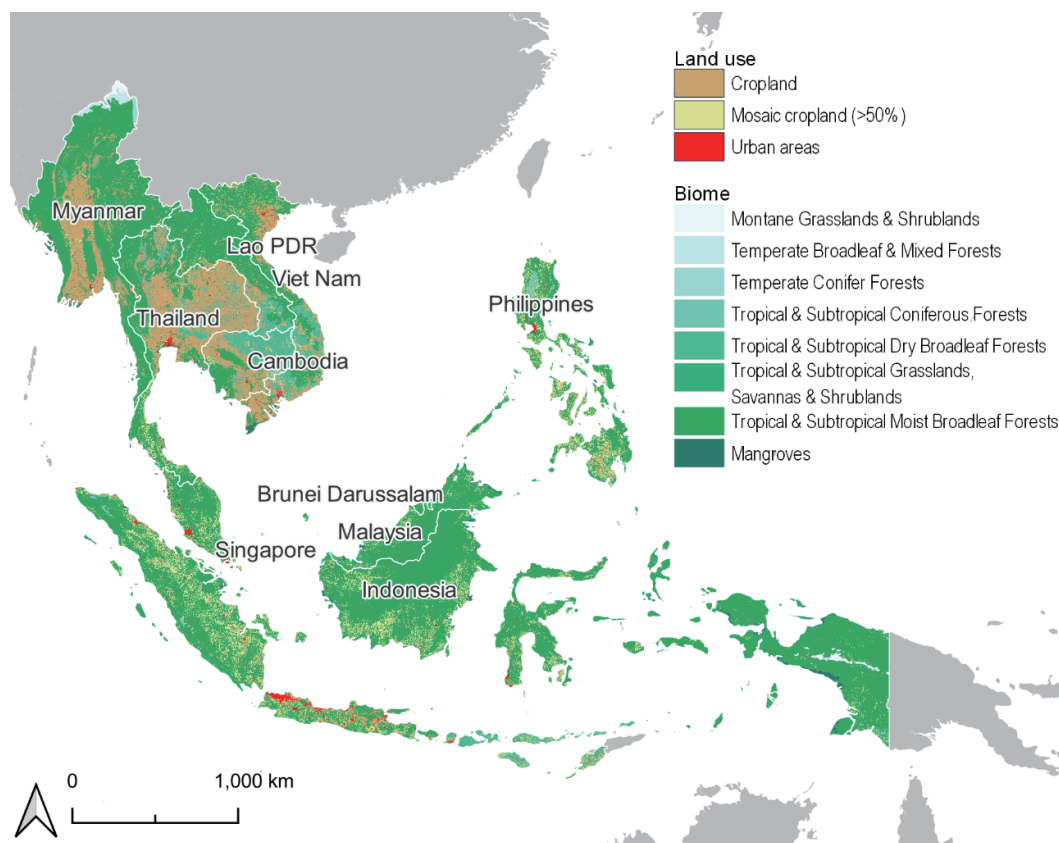 Land use
Cropland
Mosaic cropland (>50%)
Urban areas
Biome
Montane Grasslands & Shrublands
Temperate Broadleaf & Mixed Forests
Temperate Conifer Forests
Tropical & Subtropical Coniferous Forests
Tropical & Subtropical Dry Broadleaf Forests
Tropical & Subtropical Grasslands,
Savannas & Shrublands
Tropical & Subtropical Moist Broadleaf Forests
Mangroves
Myanmar
Lao PDR
Viet Nam
Thailand
Philippines
Cambodia
Brunei Darussalam
Malaysia
Singapore
Indonesia
0 1,000 km